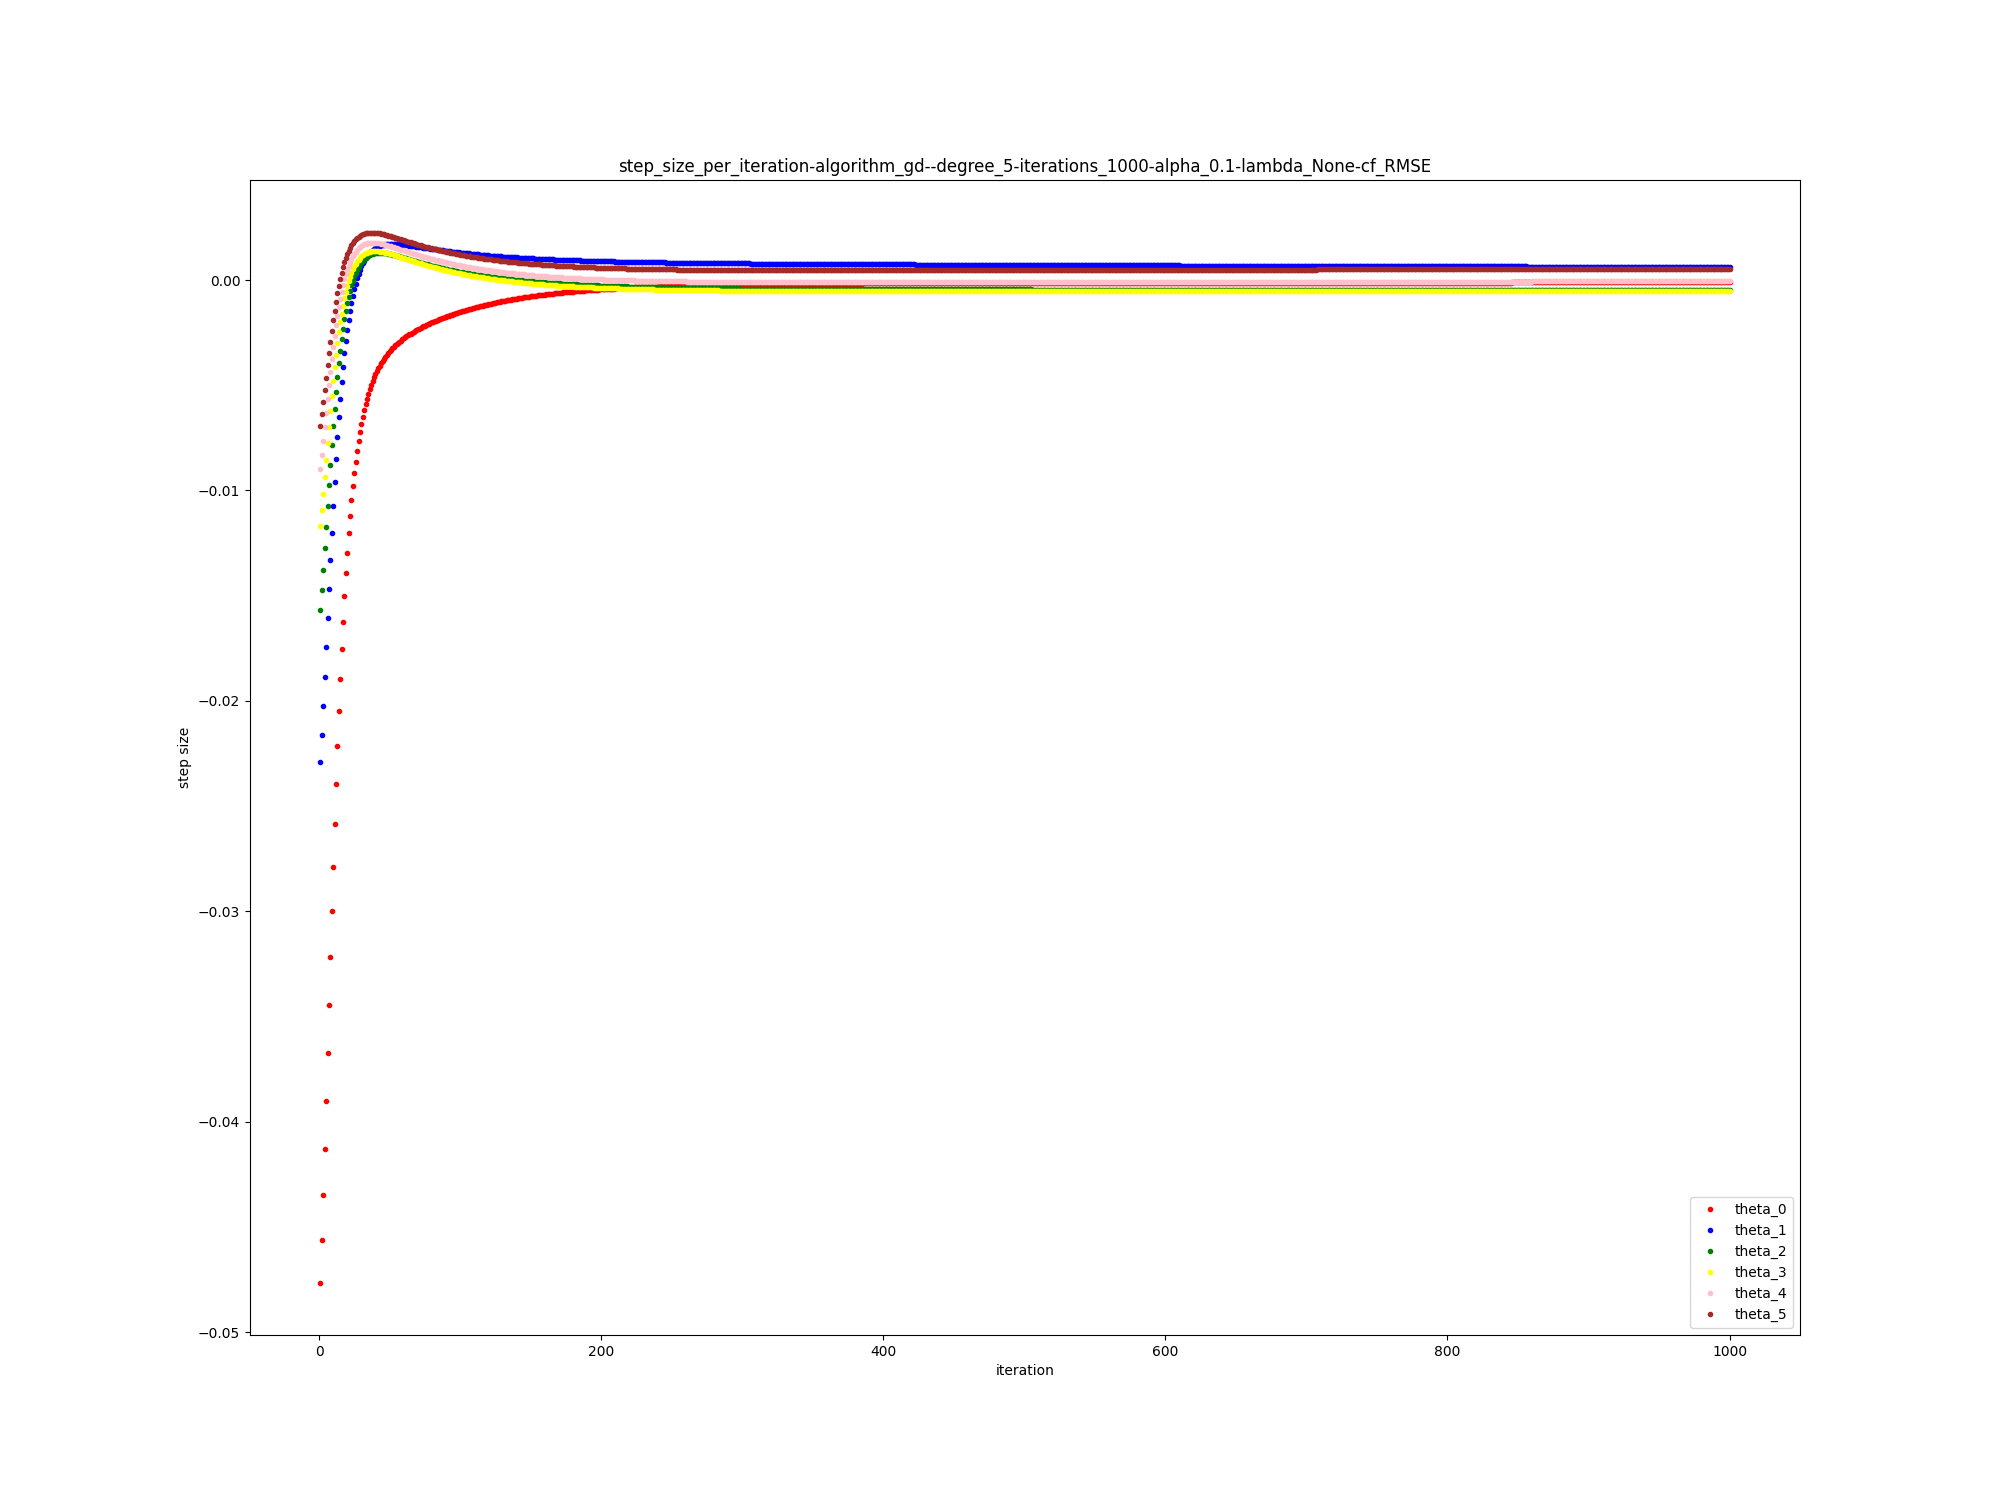 step_size_per_iteration-algorithm_gd--degree_5-iterations_1000-alpha_0.1-lambda_None-cf_RMSE
step size
0.00
−0.01
−0.02
−0.03
−0.04
−0.05
0
200
400
600
800
1000
iteration
theta_0
theta_1
theta_2
theta_3
theta_4
theta_5